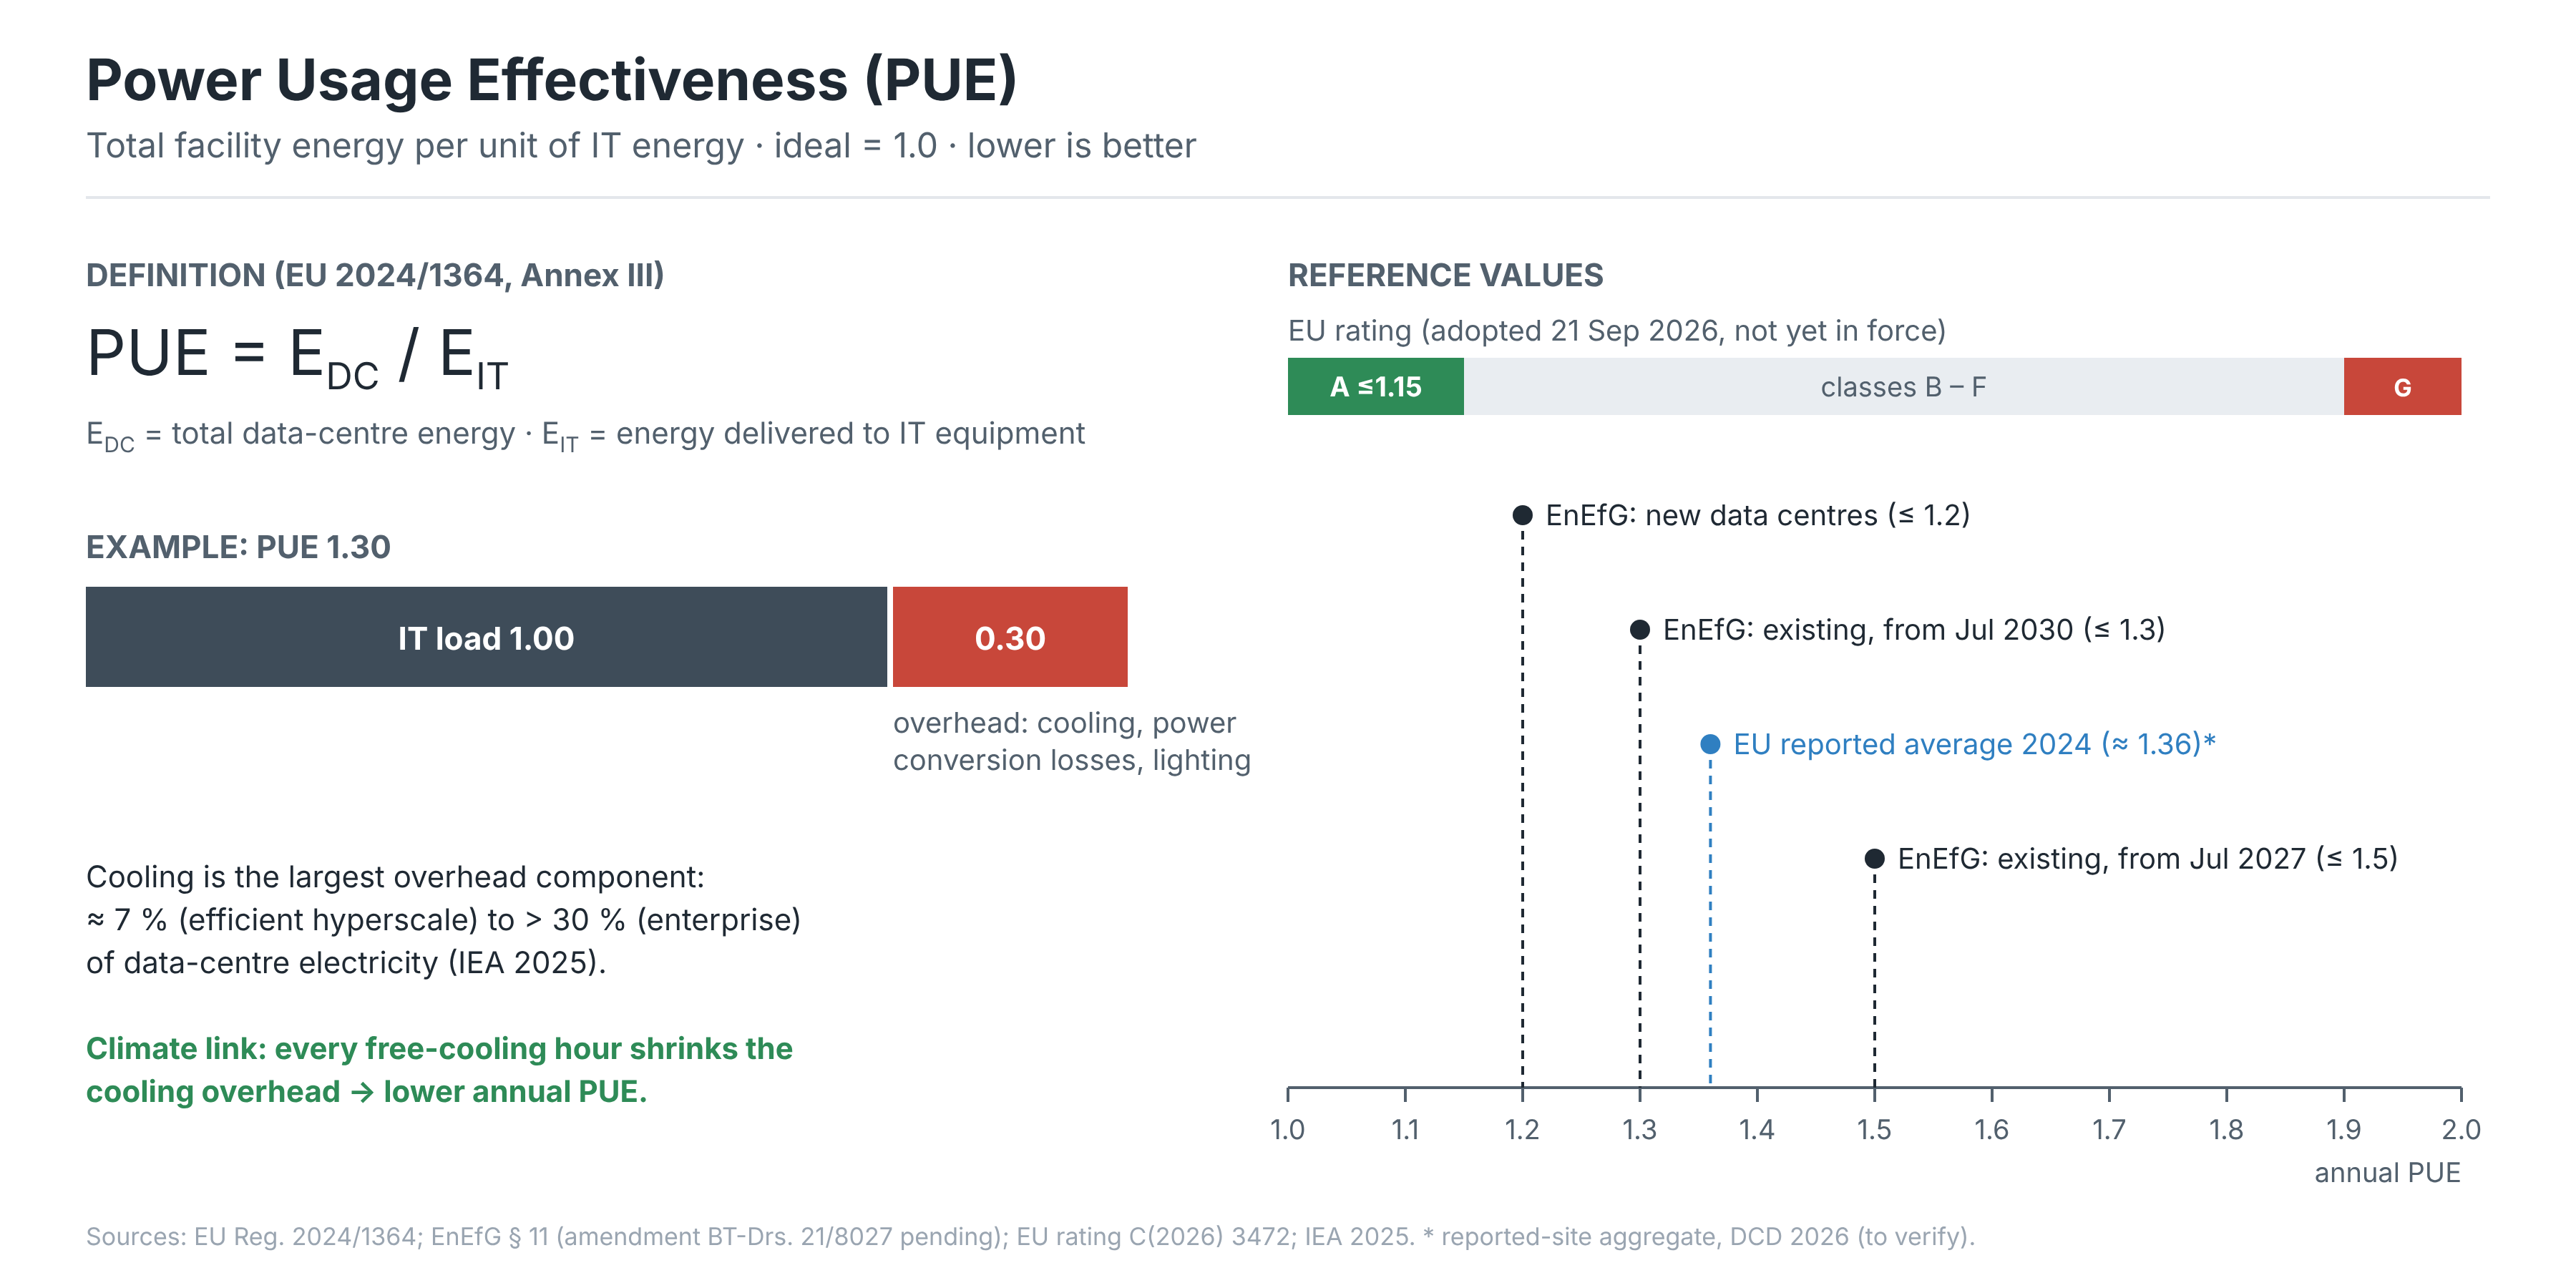 Power Usage Effectiveness (PUE)
Total facility energy per unit of IT energy · ideal = 1.0 · lower is better
DEFINITION (EU 2024/1364, Annex III)
PUE = E_DC / E_IT
E_DC = total data-centre energy · E_IT = energy delivered to IT equipment
EXAMPLE: PUE 1.30
IT load 1.00
0.30
overhead: cooling, power
conversion losses, lighting
Cooling is the largest overhead component:
≈ 7 % (efficient hyperscale) to > 30 % (enterprise)
of data-centre electricity (IEA 2025).
Climate link: every free-cooling hour shrinks the
cooling overhead → lower annual PUE.
REFERENCE VALUES
EU rating (adopted 21 Sep 2026, not yet in force)
A ≤1.15
classes B – F
G
EnEfG: new data centres (≤ 1.2)
EnEfG: existing, from Jul 2030 (≤ 1.3)
EU reported average 2024 (≈ 1.36)*
EnEfG: existing, from Jul 2027 (≤ 1.5)
1.0 1.1 1.2 1.3 1.4 1.5 1.6 1.7 1.8 1.9 2.0
annual PUE
Sources: EU Reg. 2024/1364; EnEfG § 11 (amendment BT-Drs. 21/8027 pending); EU rating C(2026) 3472; IEA 2025. * reported-site aggregate, DCD 2026 (to verify).